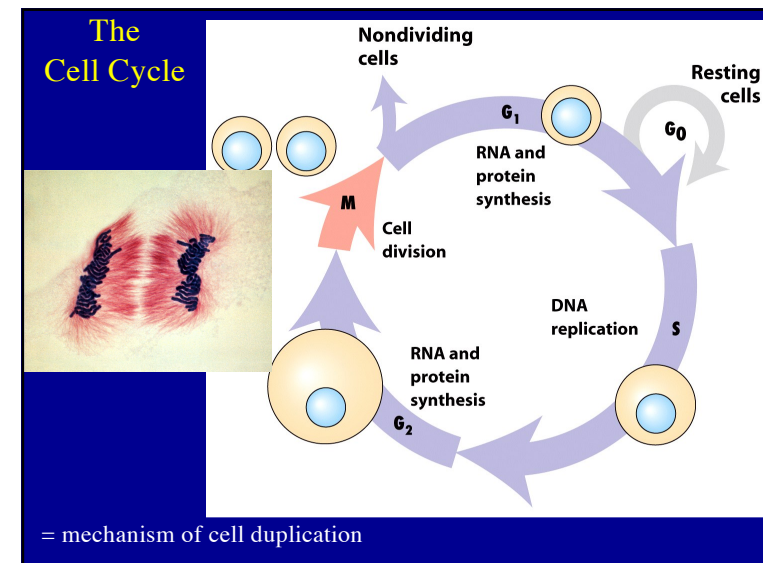 The
Cell Cycle
Nondividing
cells
Resting
cells
G1
G0
RNA and
protein
synthesis
M
Cell
division
DNA
replication
S
RNA and
protein
synthesis
G2
= mechanism of cell duplication